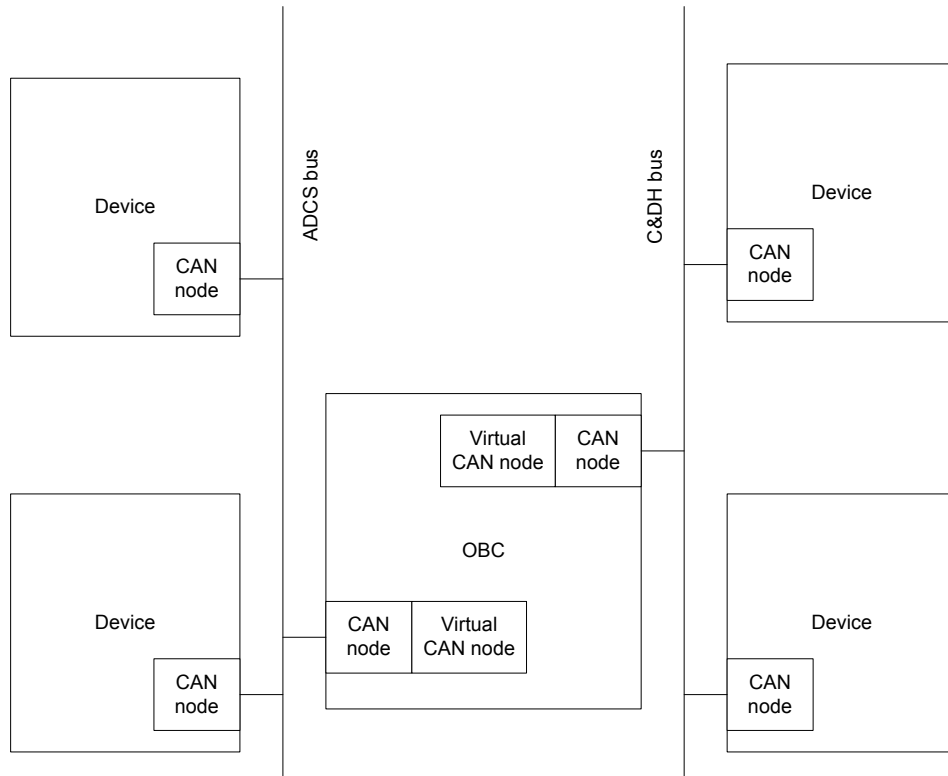 Device
CAN
node
ADCS bus
C&DH bus
Device
CAN
node
Virtual
CAN node
CAN
node
OBC
Device
CAN
node
CAN
node
Virtual
CAN node
Device
CAN
node